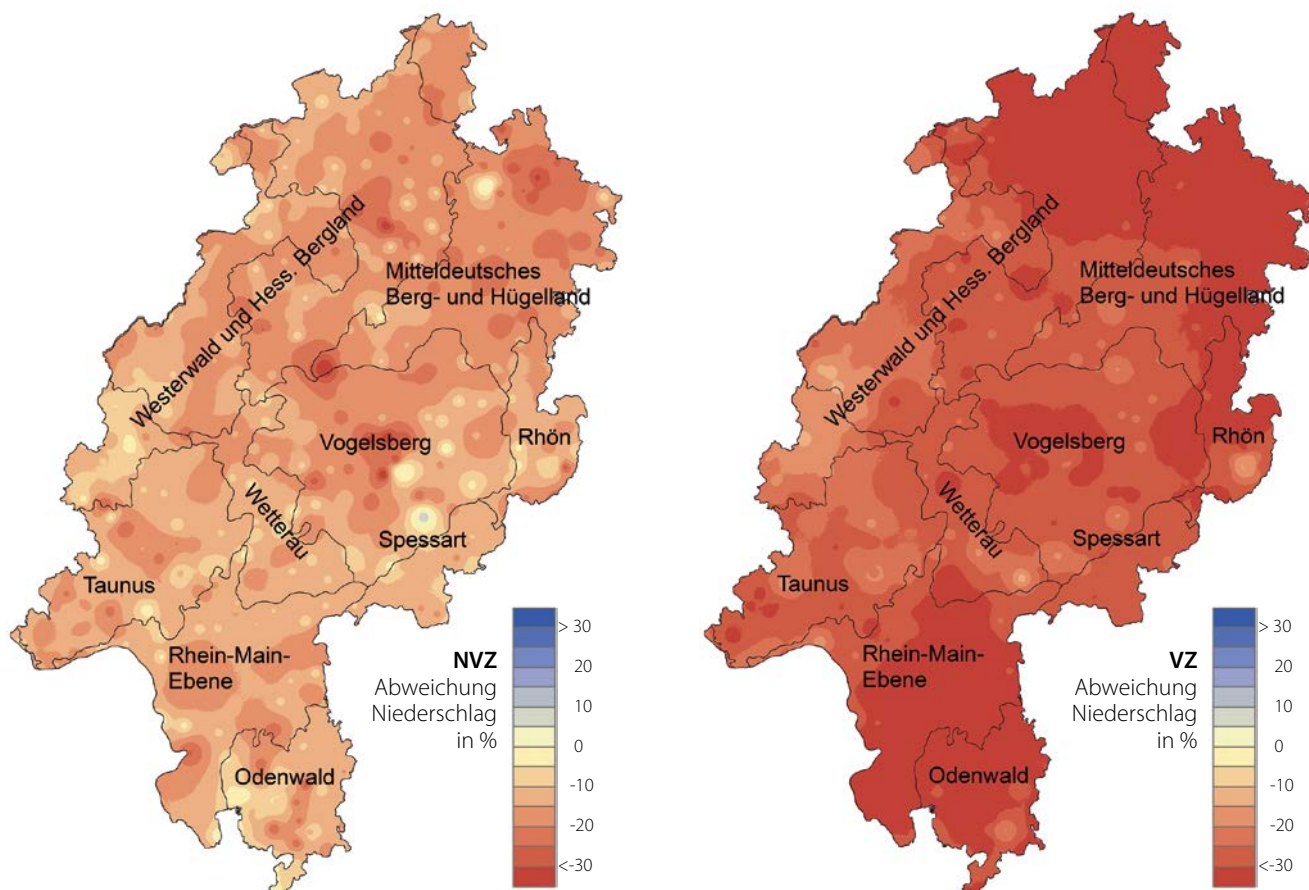 Westerwald und Hess. Bergland
Mitteldeutsches
Berg- und Hügelland
Vogelsberg
Rhön
Wetterau
Spessart
Taunus
Rhein-Main-
Ebene
Odenwald
NVZ
Abweichung
Niederschlag
in %
> 30
20
10
0
-10
-20
<-30
Westerwald und Hess. Bergland
Mitteldeutsches
Berg- und Hügelland
Vogelsberg
Rhön
Wetterau
Spessart
Taunus
Rhein-Main-
Ebene
Odenwald
VZ
Abweichung
Niederschlag
in %
> 30
20
10
0
-10
-20
<-30